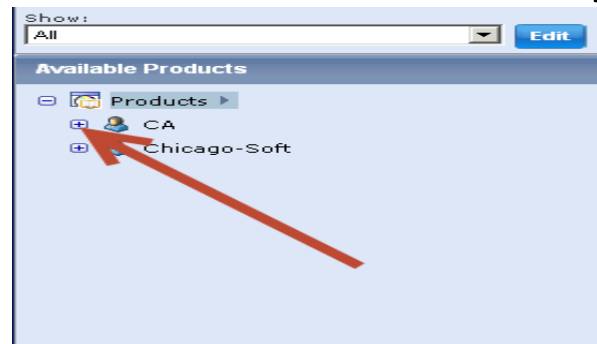 Show:
All
Edit
Available Products
Products
CA
Chicago-Soft